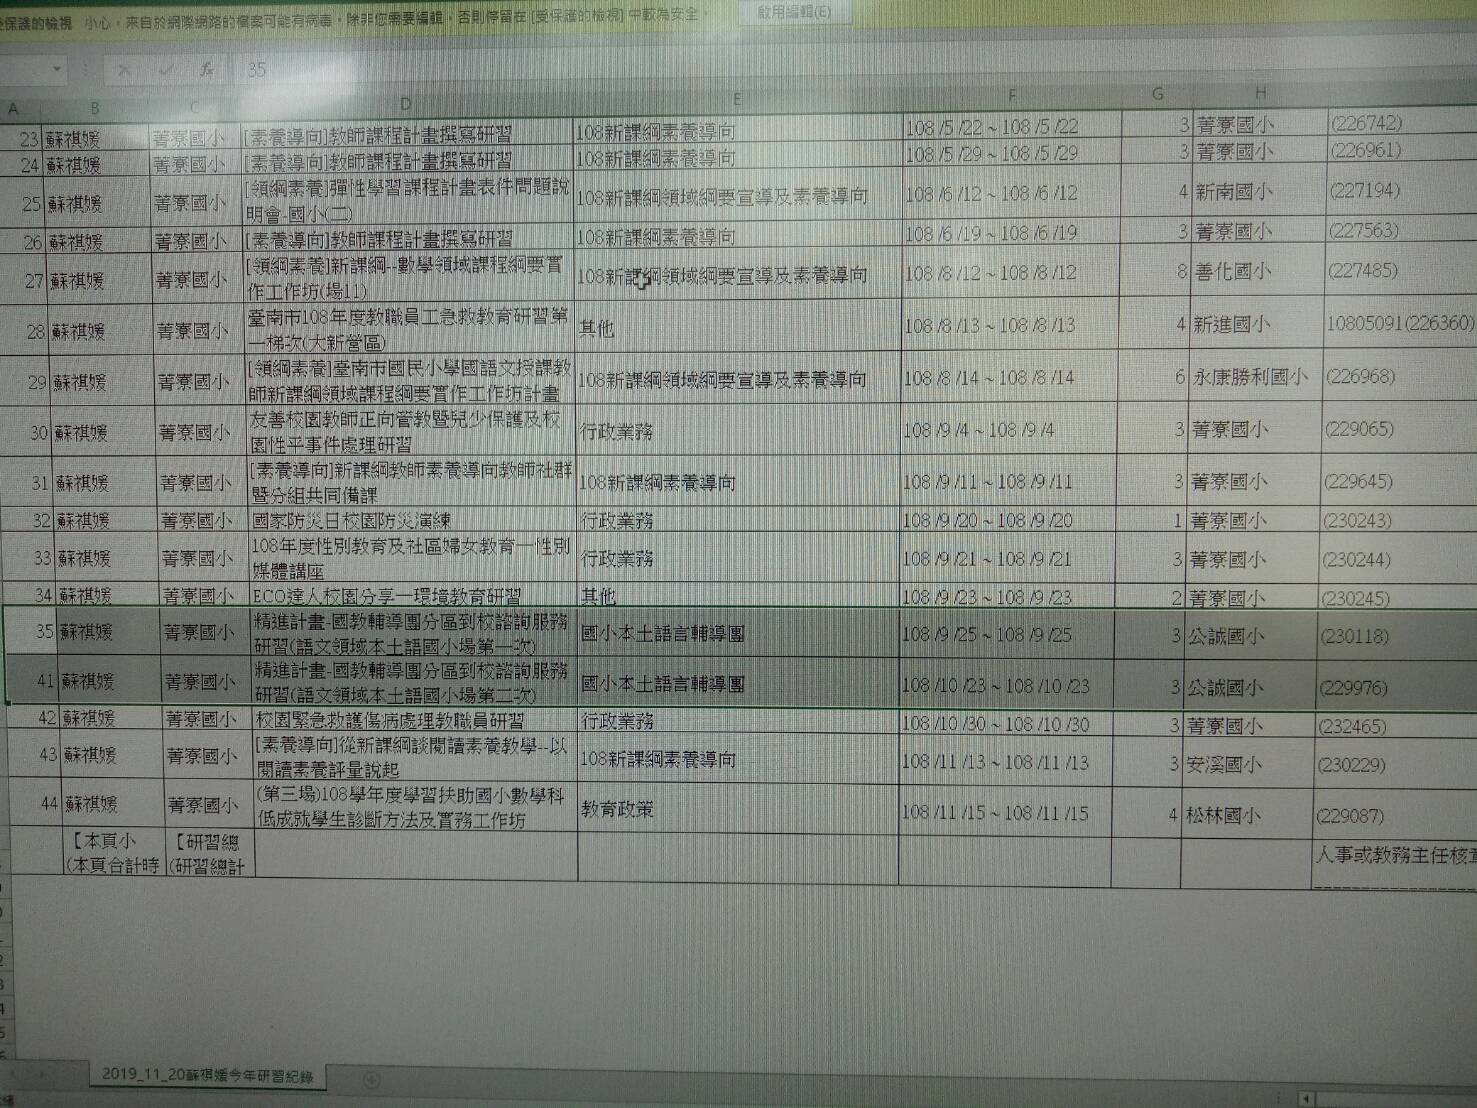 保護的檢視 小心，來自於網際網路的檔案可能有病毒。除非您需要編輯，否則停留在 [受保護的檢視] 中較為安全。 啟用編輯(E)
fx 35
A B C D E F G H
23 蘇祺媛 菁寮國小 [素養導向]教師課程計畫撰寫研習 108新課綱素養導向 108 /5 /22 ~ 108 /5 /22 3 菁寮國小 (226742)
24 蘇祺媛 菁寮國小 [素養導向]教師課程計畫撰寫研習 108新課綱素養導向 108 /5 /29 ~ 108 /5 /29 3 菁寮國小 (226961)
25 蘇祺媛 菁寮國小 [領綱素養]彈性學習課程計畫表件問題說 108新課綱領域綱要宣導及素養導向 108 /6 /12 ~ 108 /6 /12 4 新南國小 (227194)
明會-國小(二)
26 蘇祺媛 菁寮國小 [素養導向]教師課程計畫撰寫研習 108新課綱素養導向 108 /6 /19 ~ 108 /6 /19 3 菁寮國小 (227563)
27 蘇祺媛 菁寮國小 [領綱素養]新課綱--數學領域課程綱要實 108新課綱領域綱要宣導及素養導向 108 /8 /12 ~ 108 /8 /12 8 善化國小 (227485)
作工作坊(場11)
28 蘇祺媛 菁寮國小 臺南市108年度教職員工急救教育研習第 其他 108 /8 /13 ~ 108 /8 /13 4 新進國小 10805091(226360)
一梯次(大新營區)
29 蘇祺媛 菁寮國小 [領綱素養]臺南市國民小學國語文授課教 108新課綱領域綱要宣導及素養導向 108 /8 /14 ~ 108 /8 /14 6 永康勝利國小 (226968)
師新課綱領域課程綱要實作工作坊計畫
30 蘇祺媛 菁寮國小 友善校園教師正向管教暨兒少保護及校 行政業務 108 /9 /4 ~ 108 /9 /4 3 菁寮國小 (229065)
園性平事件處理研習
31 蘇祺媛 菁寮國小 [素養導向]新課綱教師素養導向教師社群 108新課綱素養導向 108 /9 /11 ~ 108 /9 /11 3 菁寮國小 (229645)
暨分組共同備課
32 蘇祺媛 菁寮國小 國家防災日校園防災演練 行政業務 108 /9 /20 ~ 108 /9 /20 1 菁寮國小 (230243)
33 蘇祺媛 菁寮國小 108年度性別教育及社區婦女教育—性別 行政業務 108 /9 /21 ~ 108 /9 /21 3 菁寮國小 (230244)
媒體講座
34 蘇祺媛 菁寮國小 ECO達人校園分享—環境教育研習 其他 108 /9 /23 ~ 108 /9 /23 2 菁寮國小 (230245)
35 蘇祺媛 菁寮國小 精進計畫-國教輔導團分區到校諮詢服務 國小本土語言輔導團 108 /9 /25 ~ 108 /9 /25 3 公誠國小 (230118)
研習(語文領域本土語國小場第一次)
41 蘇祺媛 菁寮國小 精進計畫-國教輔導團分區到校諮詢服務 國小本土語言輔導團 108 /10 /23 ~ 108 /10 /23 3 公誠國小 (229976)
研習(語文領域本土語國小場第二次)
42 蘇祺媛 菁寮國小 校園緊急救護傷病處理教職員研習 行政業務 108 /10 /30 ~ 108 /10 /30 3 菁寮國小 (232465)
43 蘇祺媛 菁寮國小 [素養導向]從新課綱談閱讀素養教學--以 108新課綱素養導向 108 /11 /13 ~ 108 /11 /13 3 安溪國小 (230229)
閱讀素養評量說起
44 蘇祺媛 菁寮國小 (第三場)108學年度學習扶助國小數學科 教育政策 108 /11 /15 ~ 108 /11 /15 4 松林國小 (229087)
低成就學生診斷方法及實務工作坊
【本頁小 【研習總
(本頁合計時 (研習總計 人事或教務主任核章
2019_11_20蘇祺媛今年研習紀錄